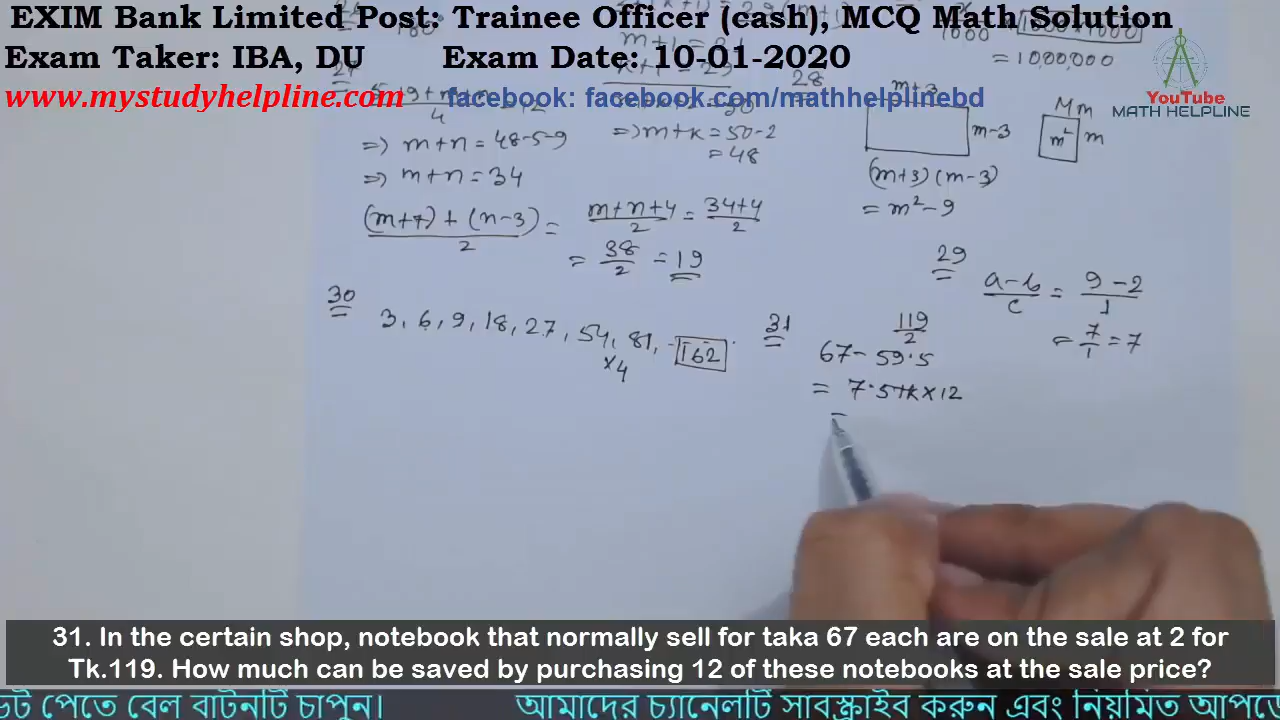 EXIM Bank Limited Post: Trainee Officer (cash), MCQ Math Solution
Exam Taker: IBA, DU Exam Date: 10-01-2020
www.mystudyhelpline.com facebook: facebook.com/mathhelplinebd
YouTube
MATH HELPLINE
= 1000,000
28
4
=> m+n = 48-5-9
=> m+n = 34
(m+7) + (n-3) / 2 = m+n+4 / 2 = 34+4 / 2
= 38/2 = 19
=> m+k = 50-2
= 48
m+3
m-3
(m+3) (m-3)
= m² - 9
m
m²
29
a-b / c = 9-2 / 1
= 7/1 = 7
30
3, 6, 9, 18, 27, 54, 81, 162
×4
31
119/2
67 - 59.5
= 7.5 tk × 12
=
31. In the certain shop, notebook that normally sell for taka 67 each are on the sale at 2 for
Tk.119. How much can be saved by purchasing 12 of these notebooks at the sale price?
পেতে বেল বাটনটি চাপুন। আমাদের চ্যানেলটি সাবস্ক্রাইব করুন এবং নিয়মিত